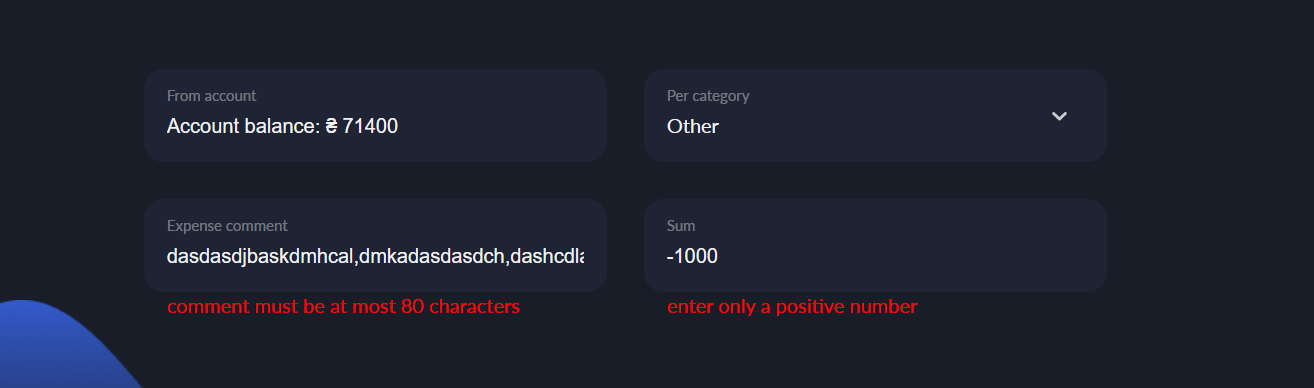 From account
Per category
Account balance: ₴ 71400
Other
Expense comment
Sum
dasdasdjbaskdmhcal,dmkadasdasdch,dashcdla
-1000
comment must be at most 80 characters
enter only a positive number